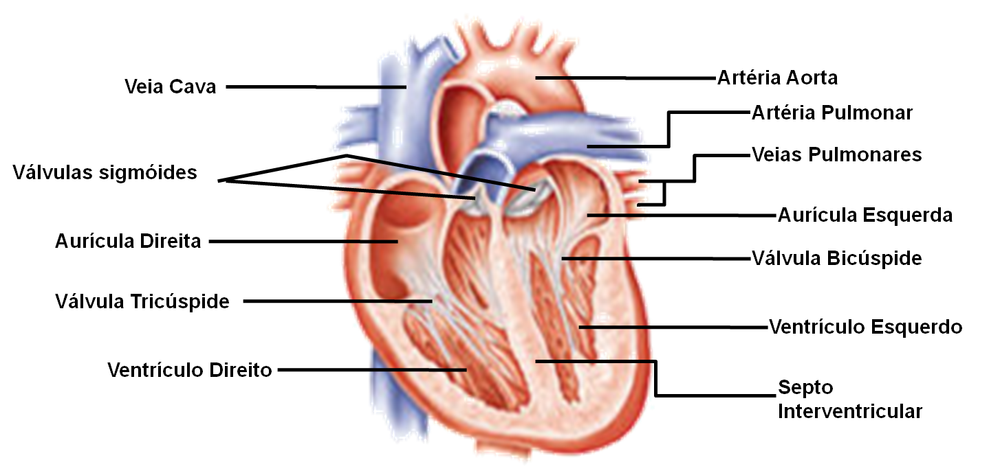 Veia Cava
Válvulas sigmóides
Aurícula Direita
Válvula Tricúspide
Ventrículo Direito
Artéria Aorta
Artéria Pulmonar
Veias Pulmonares
Aurícula Esquerda
Válvula Bicúspide
Ventrículo Esquerdo
Septo
Interventricular